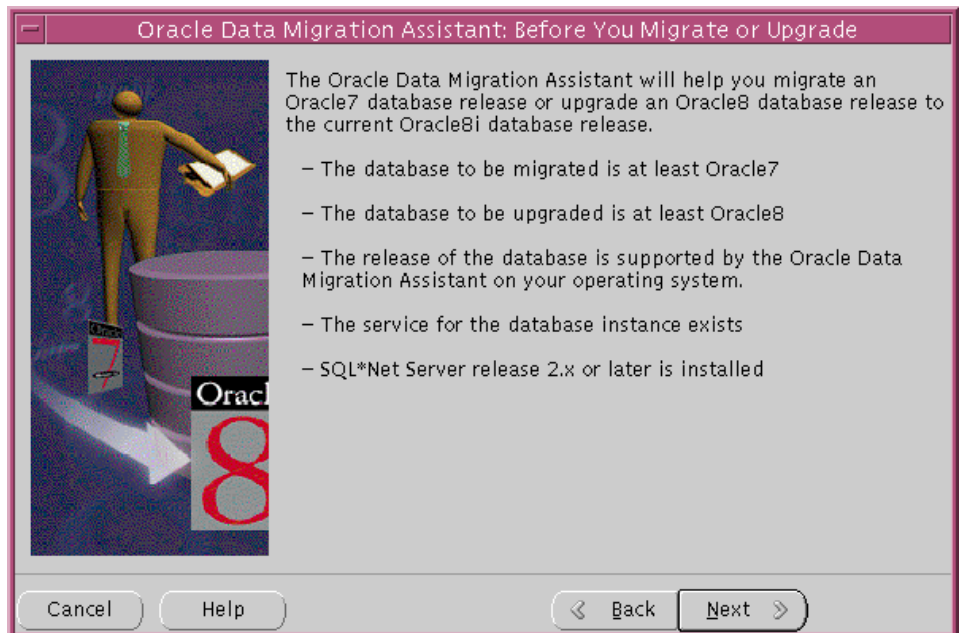 Oracle Data Migration Assistant: Before You Migrate or Upgrade
The Oracle Data Migration Assistant will help you migrate an
Oracle7 database release or upgrade an Oracle8 database release to
the current Oracle8i database release.
– The database to be migrated is at least Oracle7
– The database to be upgraded is at least Oracle8
– The release of the database is supported by the Oracle Data
Migration Assistant on your operating system.
– The service for the database instance exists
– SQL*Net Server release 2.x or later is installed
Oracle
7
Oracl
8
Cancel
Help
Back
Next